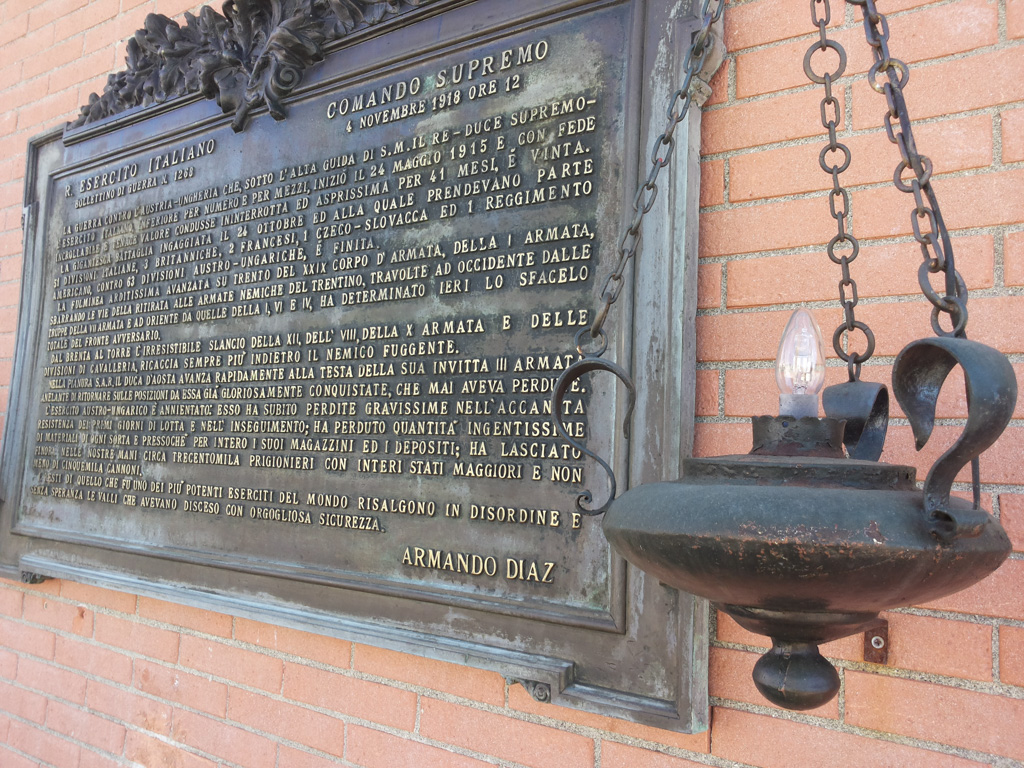 R. ESERCITO ITALIANO
COMANDO SUPREMO
BOLLETTINO DI GUERRA N. 1268
4 NOVEMBRE 1918 ORE 12
LA GUERRA CONTRO L'AUSTRIA-UNGHERIA CHE, SOTTO L'ALTA GUIDA DI S.M. IL RE-DUCE SUPREMO-
L'ESERCITO ITALIANO INFERIORE PER NUMERO E PER MEZZI, INIZIÒ IL 24 MAGGIO 1915 E CON FEDE
INCROLLABILE E TENACE VALORE CONDUSSE ININTERROTTA ED ASPRISSIMA PER 41 MESI, È VINTA.
LA GIGANTESCA BATTAGLIA INGAGGIATA IL 24 OTTOBRE ED ALLA QUALE PRENDEVANO PARTE
51 DIVISIONI ITALIANE, 3 BRITANNICHE, 2 FRANCESI, 1 CZECO-SLOVACCA ED 1 REGGIMENTO
AMERICANO, CONTRO 63 DIVISIONI AUSTRO-UNGARICHE, È FINITA.
LA FULMINEA ARDITISSIMA AVANZATA SU TRENTO DEL XXIX CORPO D'ARMATA, DELLA I ARMATA,
SBARRANDO LE VIE DELLA RITIRATA ALLE ARMATE NEMICHE DEL TRENTINO, TRAVOLTE AD OCCIDENTE DALLE
TRUPPE DELLA VII ARMATA E AD ORIENTE DA QUELLE DELLA I, VI E IV, HA DETERMINATO IERI LO SFACELO
TOTALE DEL FRONTE AVVERSARIO.
DAL BRENTA AL TORRE L'IRRESISTIBILE SLANCIO DELLA XII, DELL'VIII, DELLA X ARMATA E DELLE
DIVISIONI DI CAVALLERIA, RICACCIA SEMPRE PIU' INDIETRO IL NEMICO FUGGENTE.
NELLA PIANURA S.A.R. IL DUCA D'AOSTA AVANZA RAPIDAMENTE ALLA TESTA DELLA SUA INVITTA III ARMATA
ANELANTE DI RITORNARE SULLE POSIZIONI DA ESSA GIÀ GLORIOSAMENTE CONQUISTATE, CHE MAI AVEVA PERDUTE.
L'ESERCITO AUSTRO-UNGARICO È ANNIENTATO: ESSO HA SUBITO PERDITE GRAVISSIME NELL'ACCANITA
RESISTENZA DEI PRIMI GIORNI DI LOTTA E NELL'INSEGUIMENTO; HA PERDUTO QUANTITA' INGENTISSIME
DI MATERIALI DI OGNI SORTA E PRESSOCHE' PER INTERO I SUOI MAGAZZINI ED I DEPOSITI; HA LASCIATO
FINORA NELLE NOSTRE MANI CIRCA TRECENTOMILA PRIGIONIERI CON INTERI STATI MAGGIORI E NON
MENO DI CINQUEMILA CANNONI.
I RESTI DI QUELLO CHE FU UNO DEI PIU' POTENTI ESERCITI DEL MONDO RISALGONO IN DISORDINE E
SENZA SPERANZA LE VALLI CHE AVEVANO DISCESO CON ORGOGLIOSA SICUREZZA.
ARMANDO DIAZ